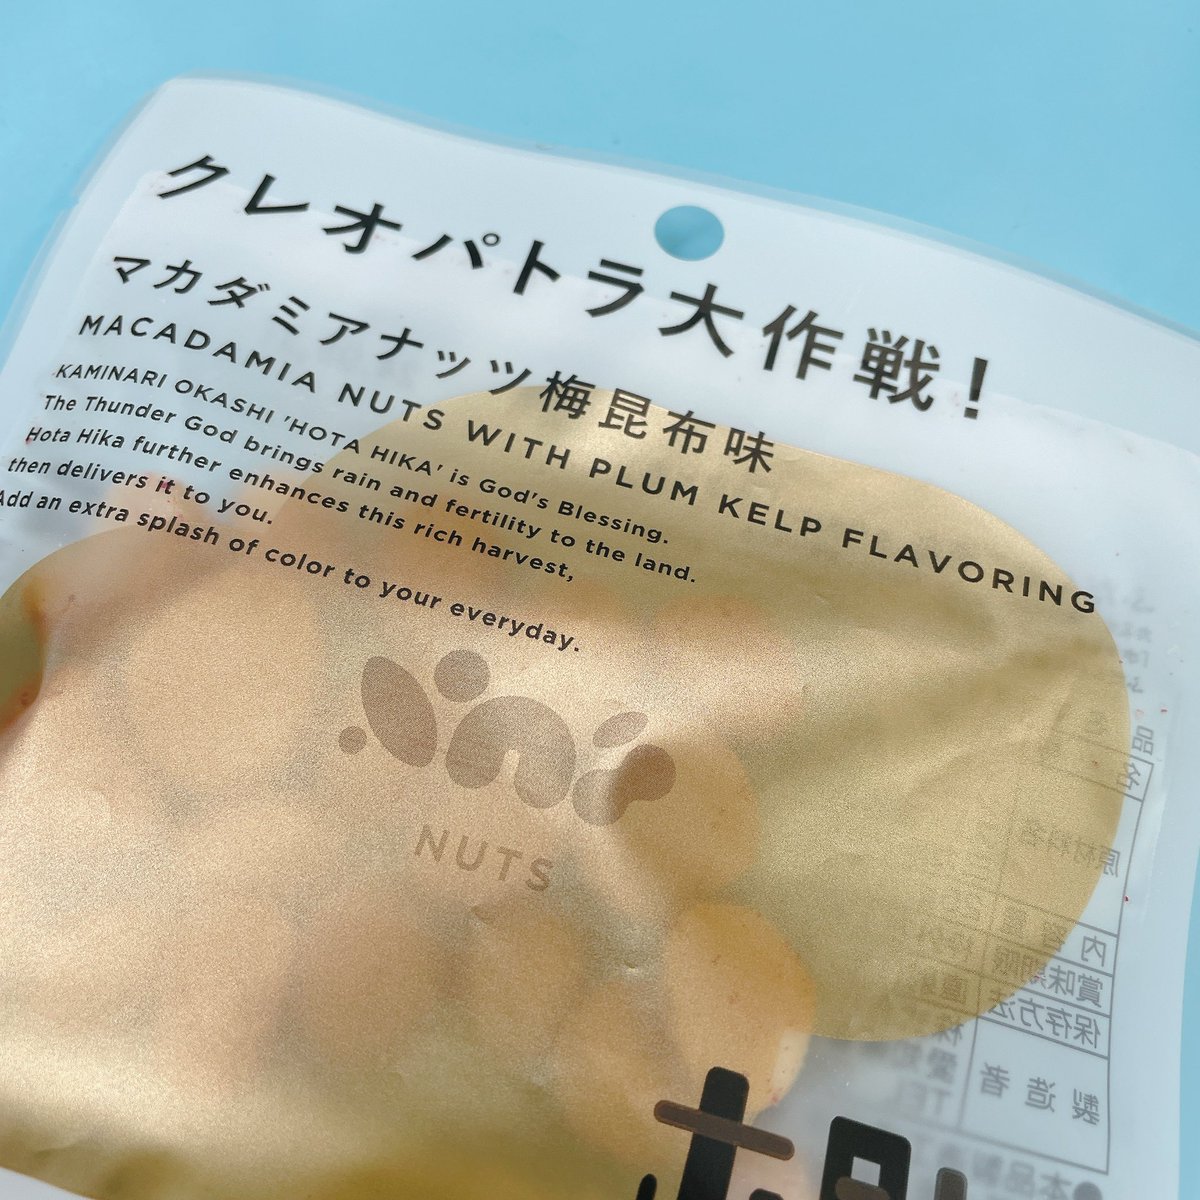 クレオパトラ大作戦！
マカダミアナッツ梅昆布味
MACADAMIA NUTS WITH PLUM KELP FLAVORING
KAMINARI OKASHI 'HOTA HIKA' is God's Blessing.
The Thunder God brings rain and fertility to the land.
Hota Hika further enhances this rich harvest,
then delivers it to you.
Add an extra splash of color to your everyday.
NUTS
品名
原材料名
内容量
賞味期限
保存方法
製造者